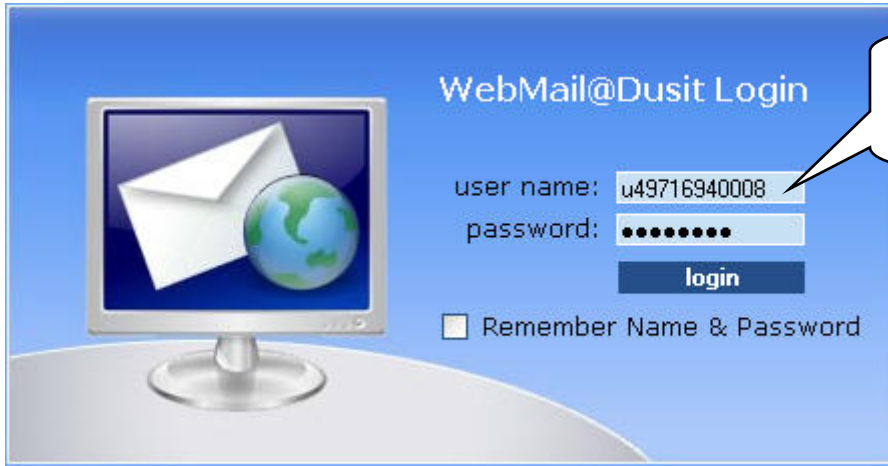 WebMail@Dusit Login
user name: u49716940008
password: ●●●●●●●●
login
Remember Name & Password